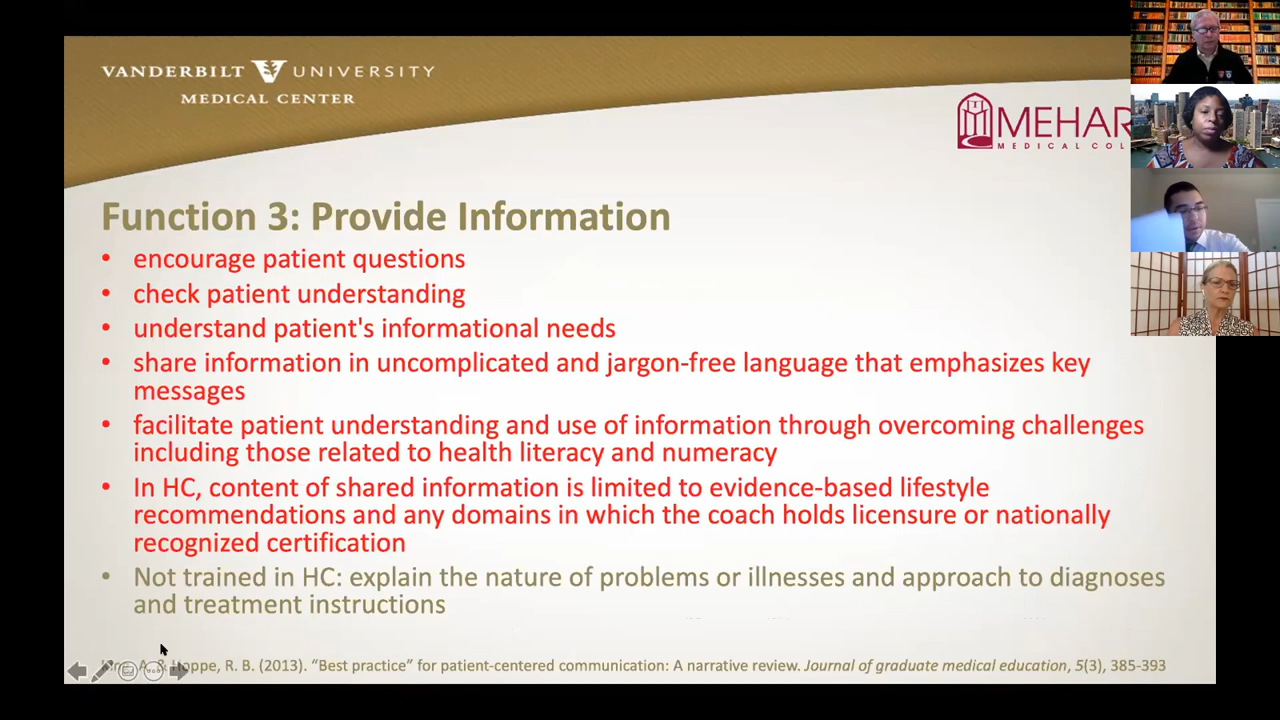 VANDERBILT UNIVERSITY
MEDICAL CENTER
MEHAR
MEDICAL COL
Function 3: Provide Information
• encourage patient questions
• check patient understanding
• understand patient's informational needs
• share information in uncomplicated and jargon-free language that emphasizes key
messages
• facilitate patient understanding and use of information through overcoming challenges
including those related to health literacy and numeracy
• In HC, content of shared information is limited to evidence-based lifestyle
recommendations and any domains in which the coach holds licensure or nationally
recognized certification
• Not trained in HC: explain the nature of problems or illnesses and approach to diagnoses
and treatment instructions
R. B. (2013). “Best practice” for patient-centered communication: A narrative review. Journal of graduate medical education, 5(3), 385-393